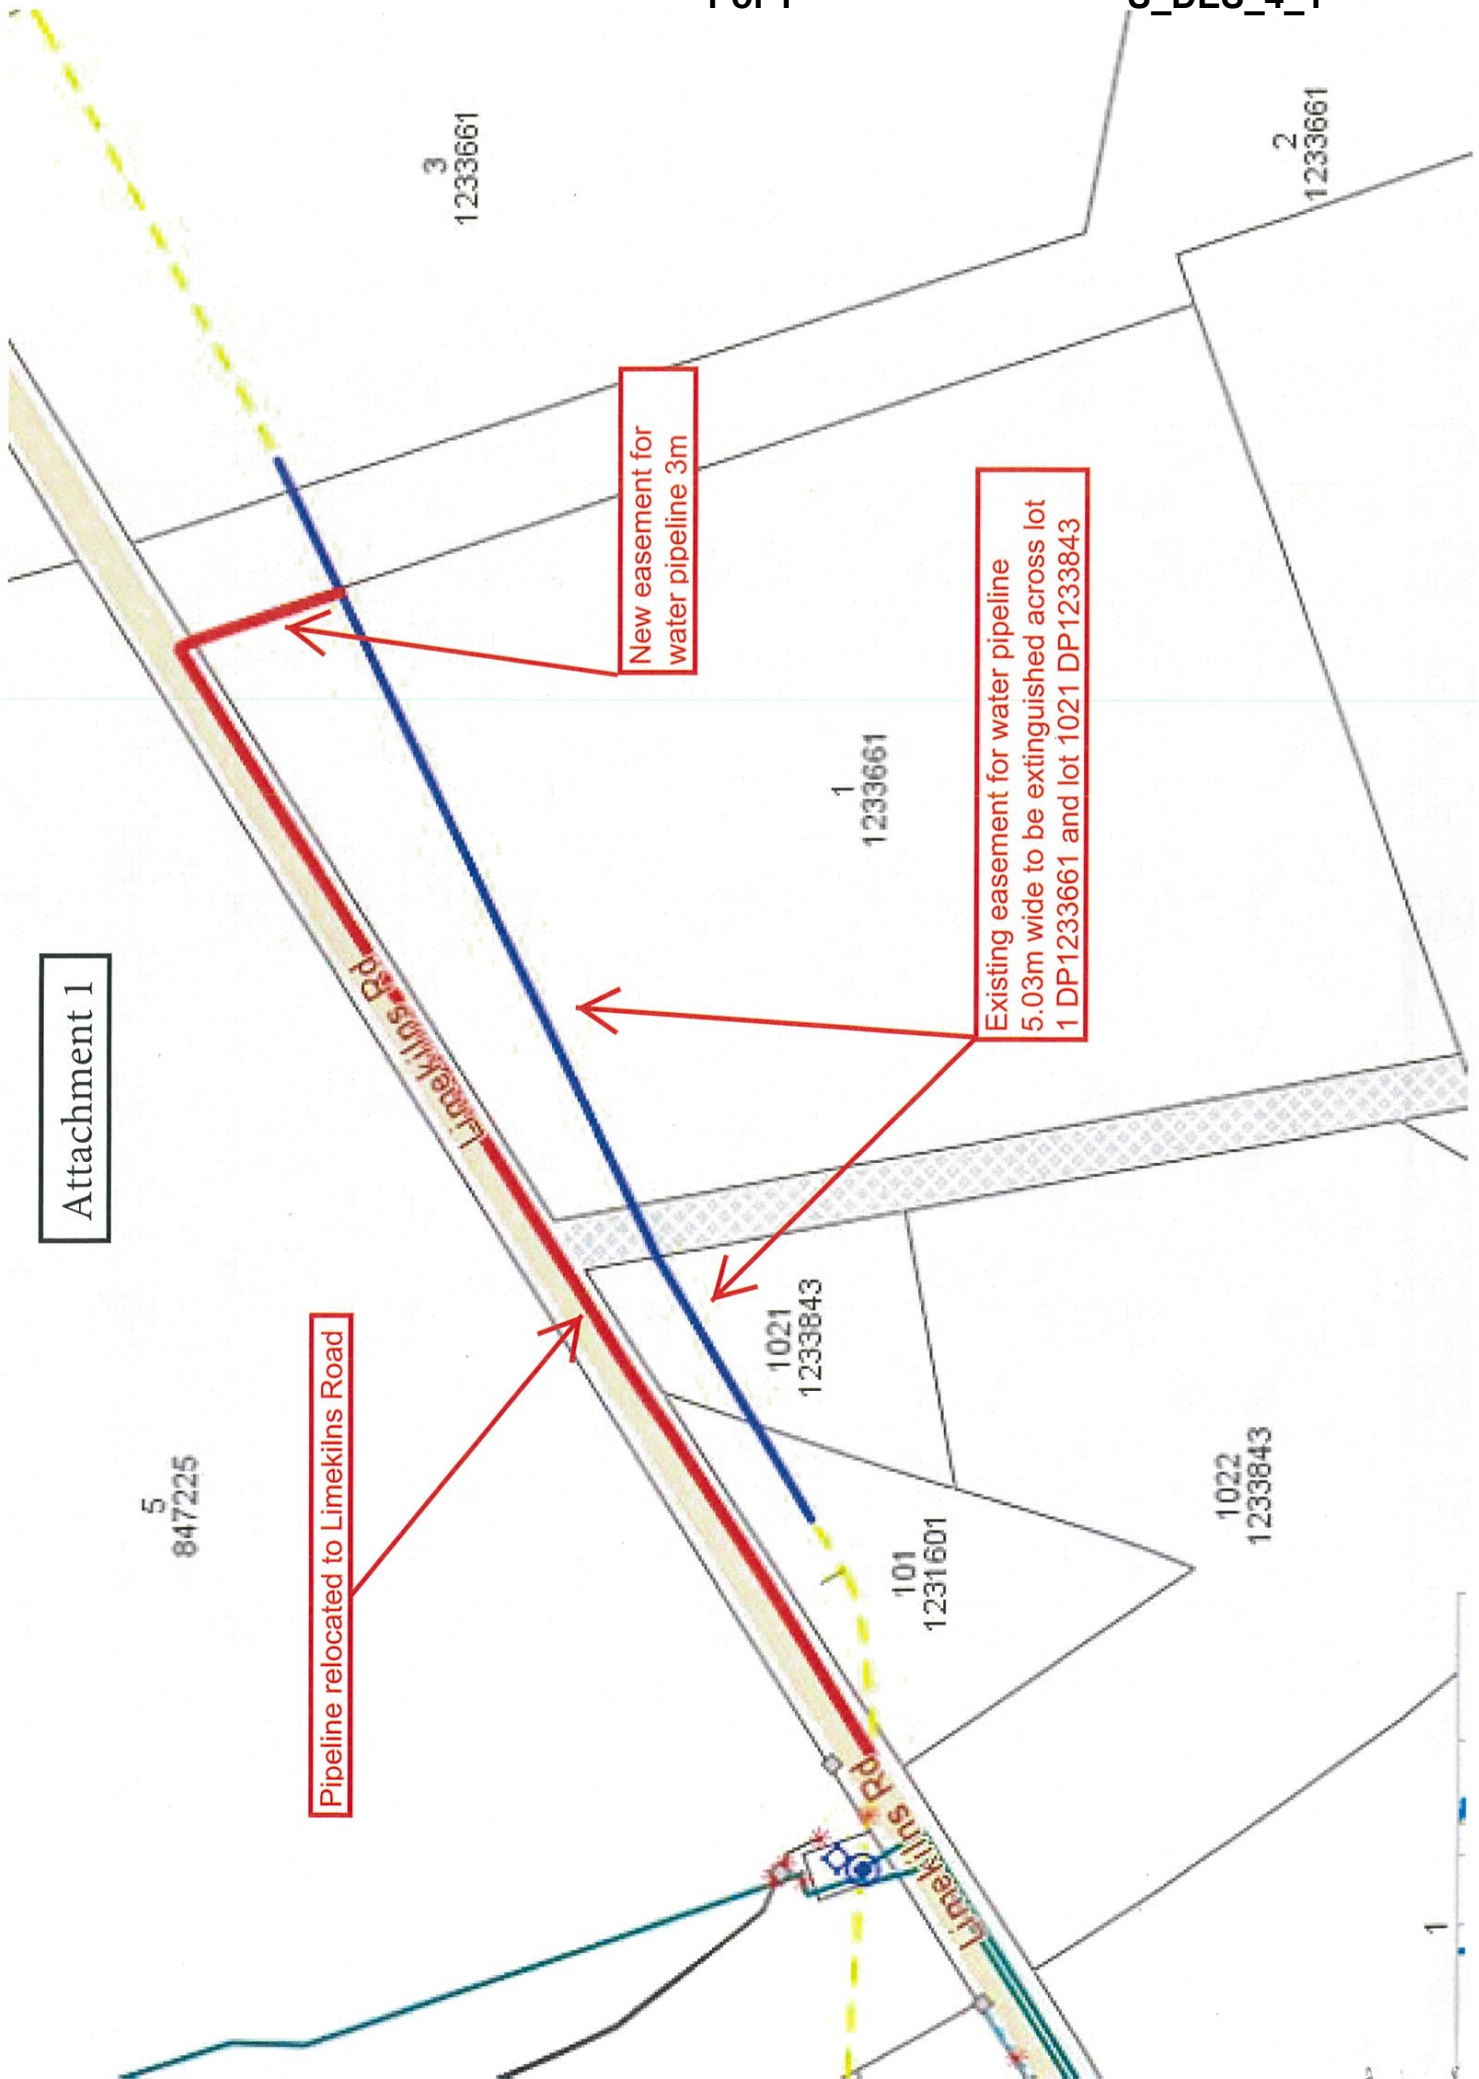 Attachment 1
5
847225
Pipeline relocated to Limekilns Road
Limekilns Rd
Limekilns Rd
3
1233661
2
1233661
New easement for
water pipeline 3m
1
1233661
Existing easement for water pipeline
5.03m wide to be extinguished across lot
1 DP1233661 and lot 1021 DP1233843
1021
1233843
101
1231601
1022
1233843
1